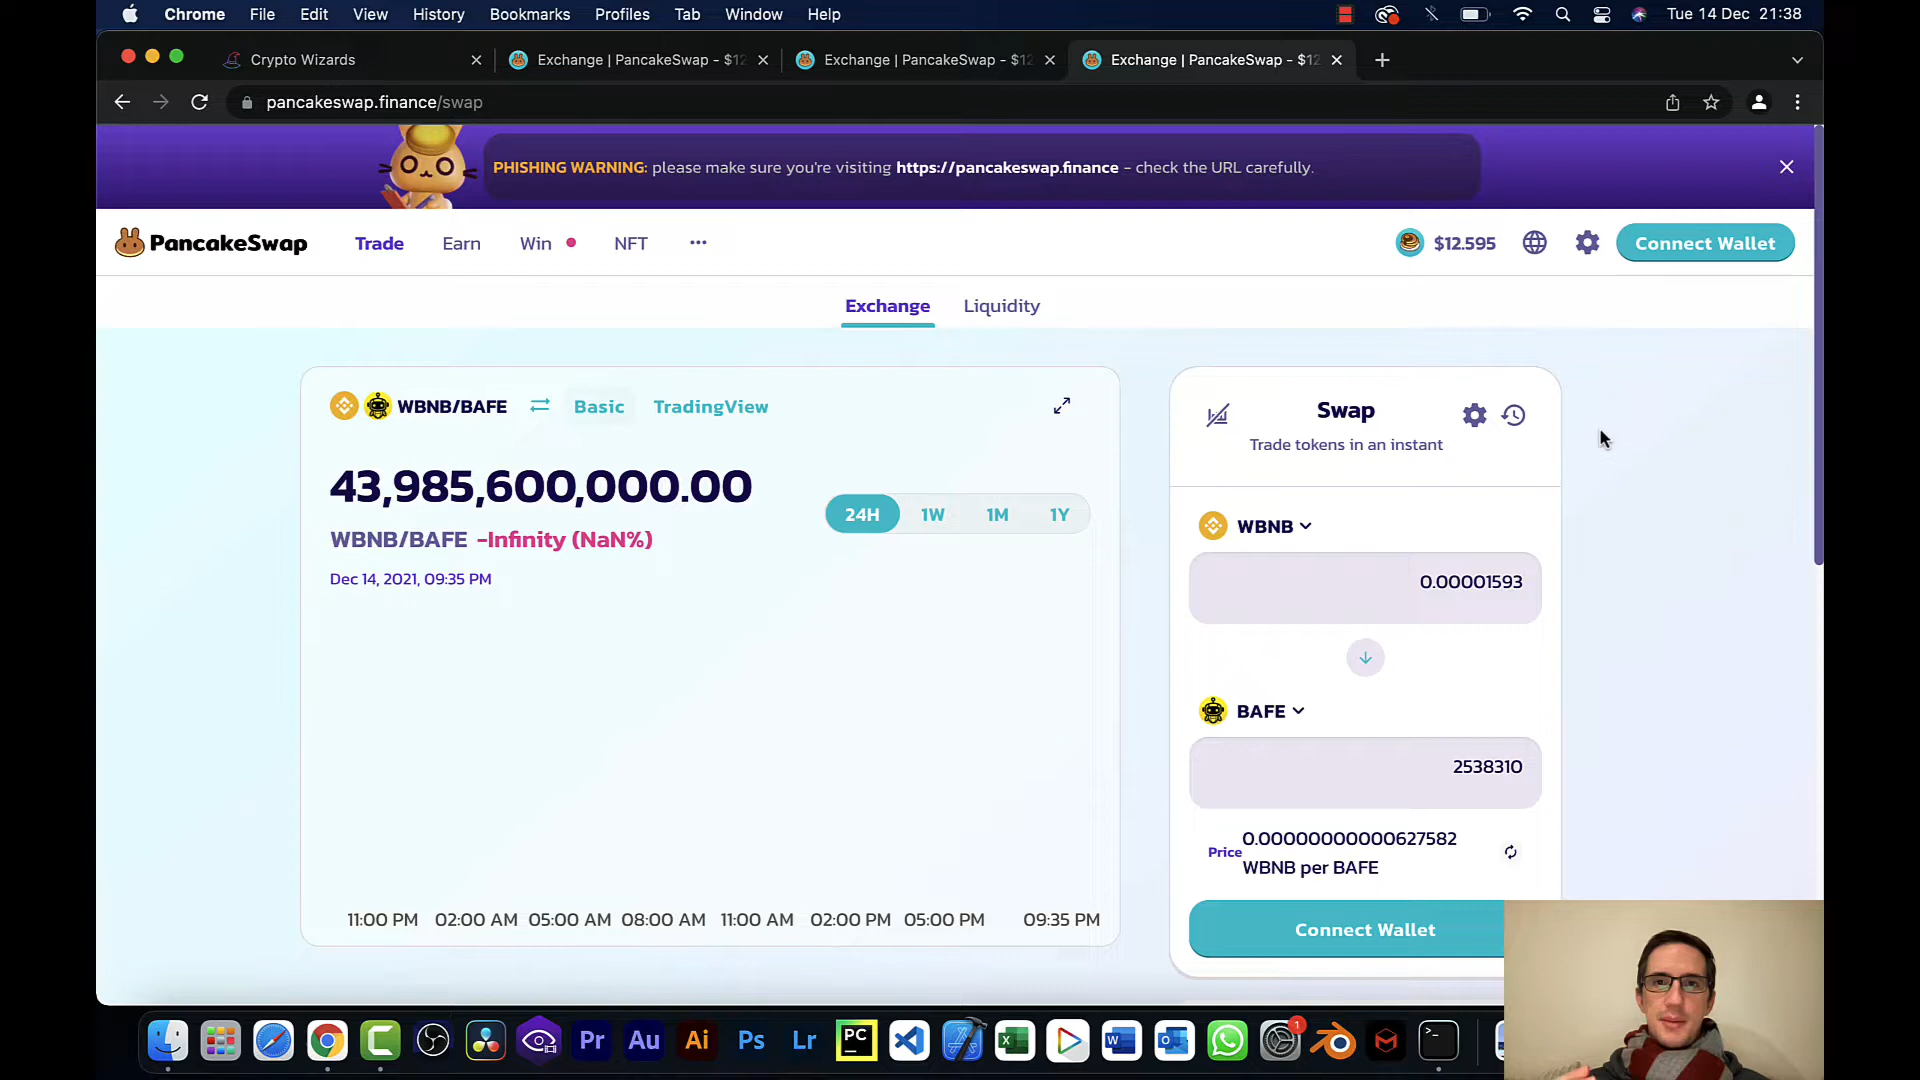 Chrome File Edit View History Bookmarks Profiles Tab Window Help Tue 14 Dec 21:38
Crypto Wizards Exchange | PancakeSwap - $12 Exchange | PancakeSwap - $12 Exchange | PancakeSwap - $12
pancakeswap.finance/swap
PHISHING WARNING: please make sure you're visiting https://pancakeswap.finance - check the URL carefully.
PancakeSwap Trade Earn Win NFT $12.595 Connect Wallet
Exchange Liquidity
WBNB/BAFE Basic TradingView
43,985,600,000.00
24H 1W 1M 1Y
WBNB/BAFE -Infinity (NaN%)
Dec 14, 2021, 09:35 PM
11:00 PM 02:00 AM 05:00 AM 08:00 AM 11:00 AM 02:00 PM 05:00 PM 09:35 PM
Swap
Trade tokens in an instant
WBNB
0.00001593
BAFE
2538310
Price 0.00000000000627582
WBNB per BAFE
Connect Wallet
Pr Au Ai Ps Lr PC X W O 1